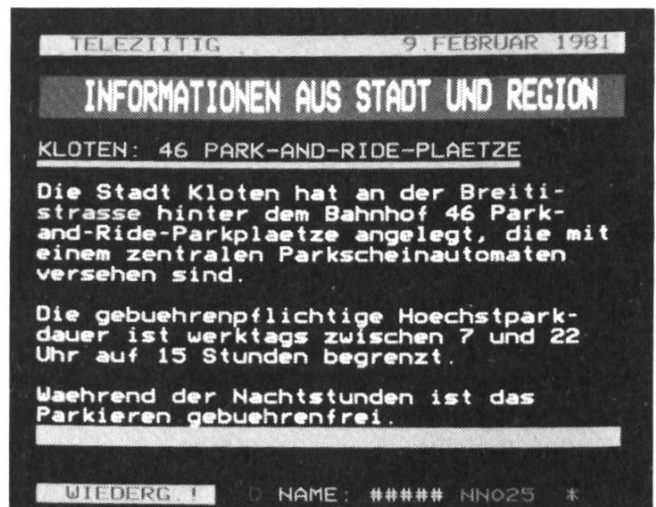 TELEZIITIG 9.FEBRUAR 1981
INFORMATIONEN AUS STADT UND REGION
KLOTEN: 46 PARK-AND-RIDE-PLAETZE
Die Stadt Kloten hat an der Breiti-
strasse hinter dem Bahnhof 46 Park-
and-Ride-Parkplaetze angelegt, die mit
einem zentralen Parkscheinautomaten
versehen sind.
Die gebuehrenpflichtige Hoechstpark-
dauer ist werktags zwischen 7 und 22
Uhr auf 15 Stunden begrenzt.
Waehrend der Nachtstunden ist das
Parkieren gebuehrenfrei.
WIEDERG.! NAME: ##### NN025 *